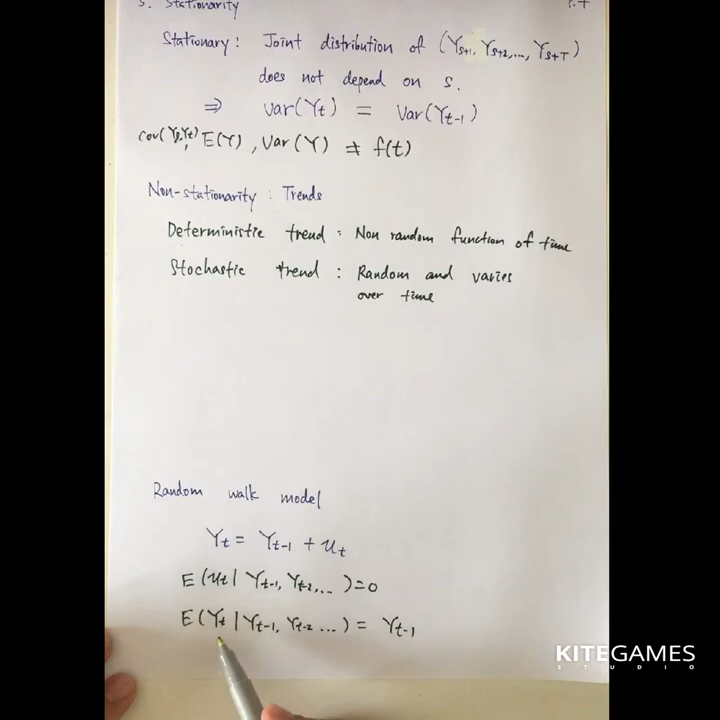 3. Stationarity
Stationary: Joint distribution of (Ys+1, Ys+2,..., Ys+T)
does not depend on s.
⇒ var(Yt) = Var(Yt-1)
cov(Ys,Yt), E(Y), Var(Y) ≠ f(t)
Non-stationarity: Trends
Deterministic trend: Non random function of time
Stochastic trend: Random and varies
over time
Random walk model
Yt = Yt-1 + ut
E(ut| Yt-1, Yt-2,...)=0
E(Yt|Yt-1, Yt-2 ...) = Yt-1
KITEGAMES
STUDIO